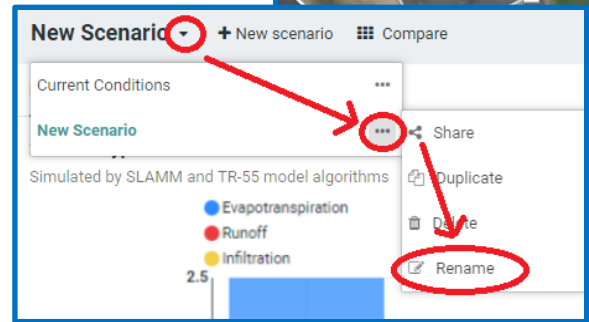 New Scenario + New scenario Compare
Current Conditions ...
New Scenario ...
Share
Simulated by SLAMM and TR-55 model algorithms
Duplicate
Evapotranspiration
Delete
Runoff
Infiltration
Rename
2.5